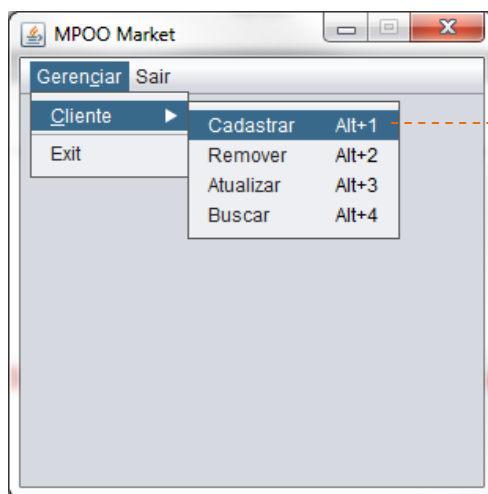 MPOO Market
Gerenciar Sair
Cliente
Exit
Cadastrar Alt+1
Remover Alt+2
Atualizar Alt+3
Buscar Alt+4